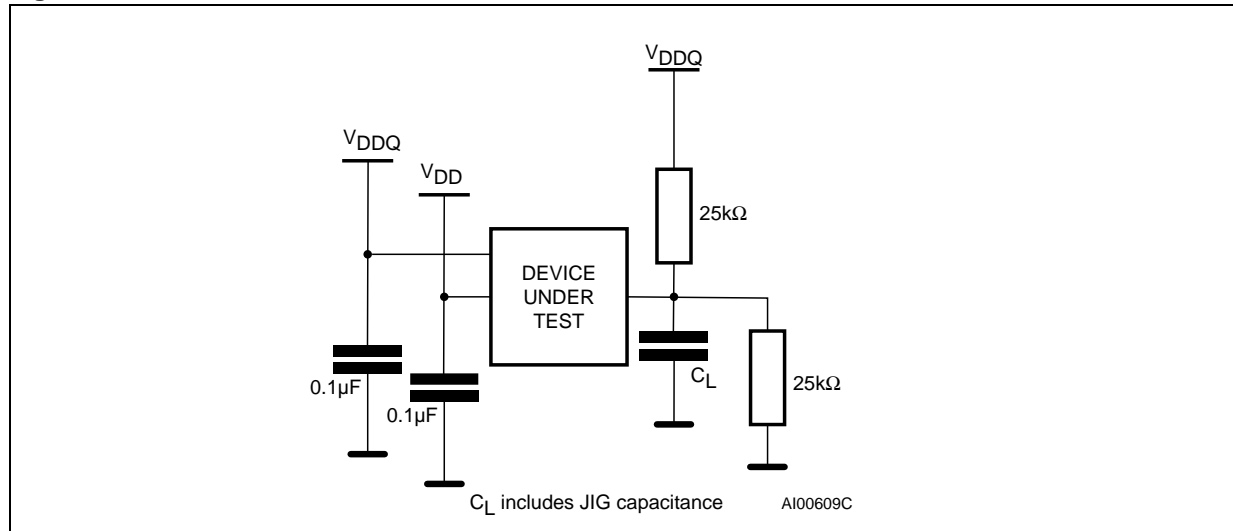 VDDQ
VDDQ
VDD
25kΩ
DEVICE
UNDER
TEST
0.1µF
0.1µF
CL
25kΩ
CL includes JIG capacitance
AI00609C